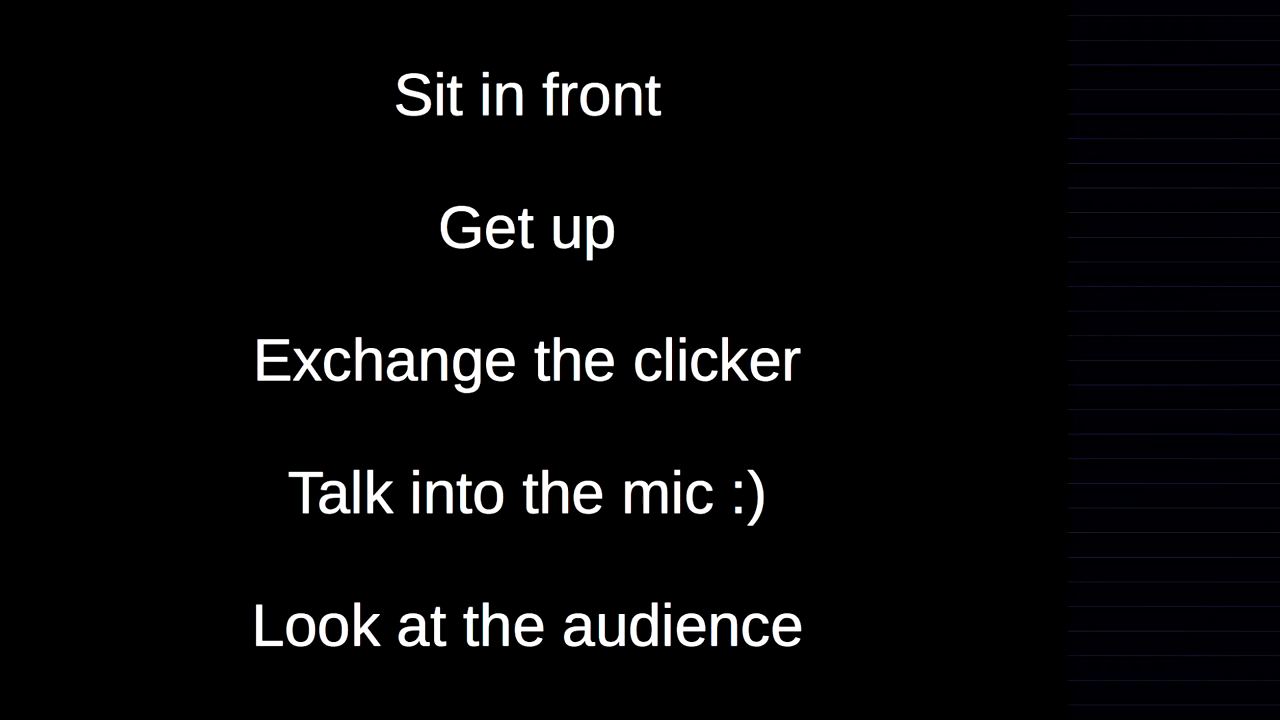 Sit in front
Get up
Exchange the clicker
Talk into the mic :)
Look at the audience